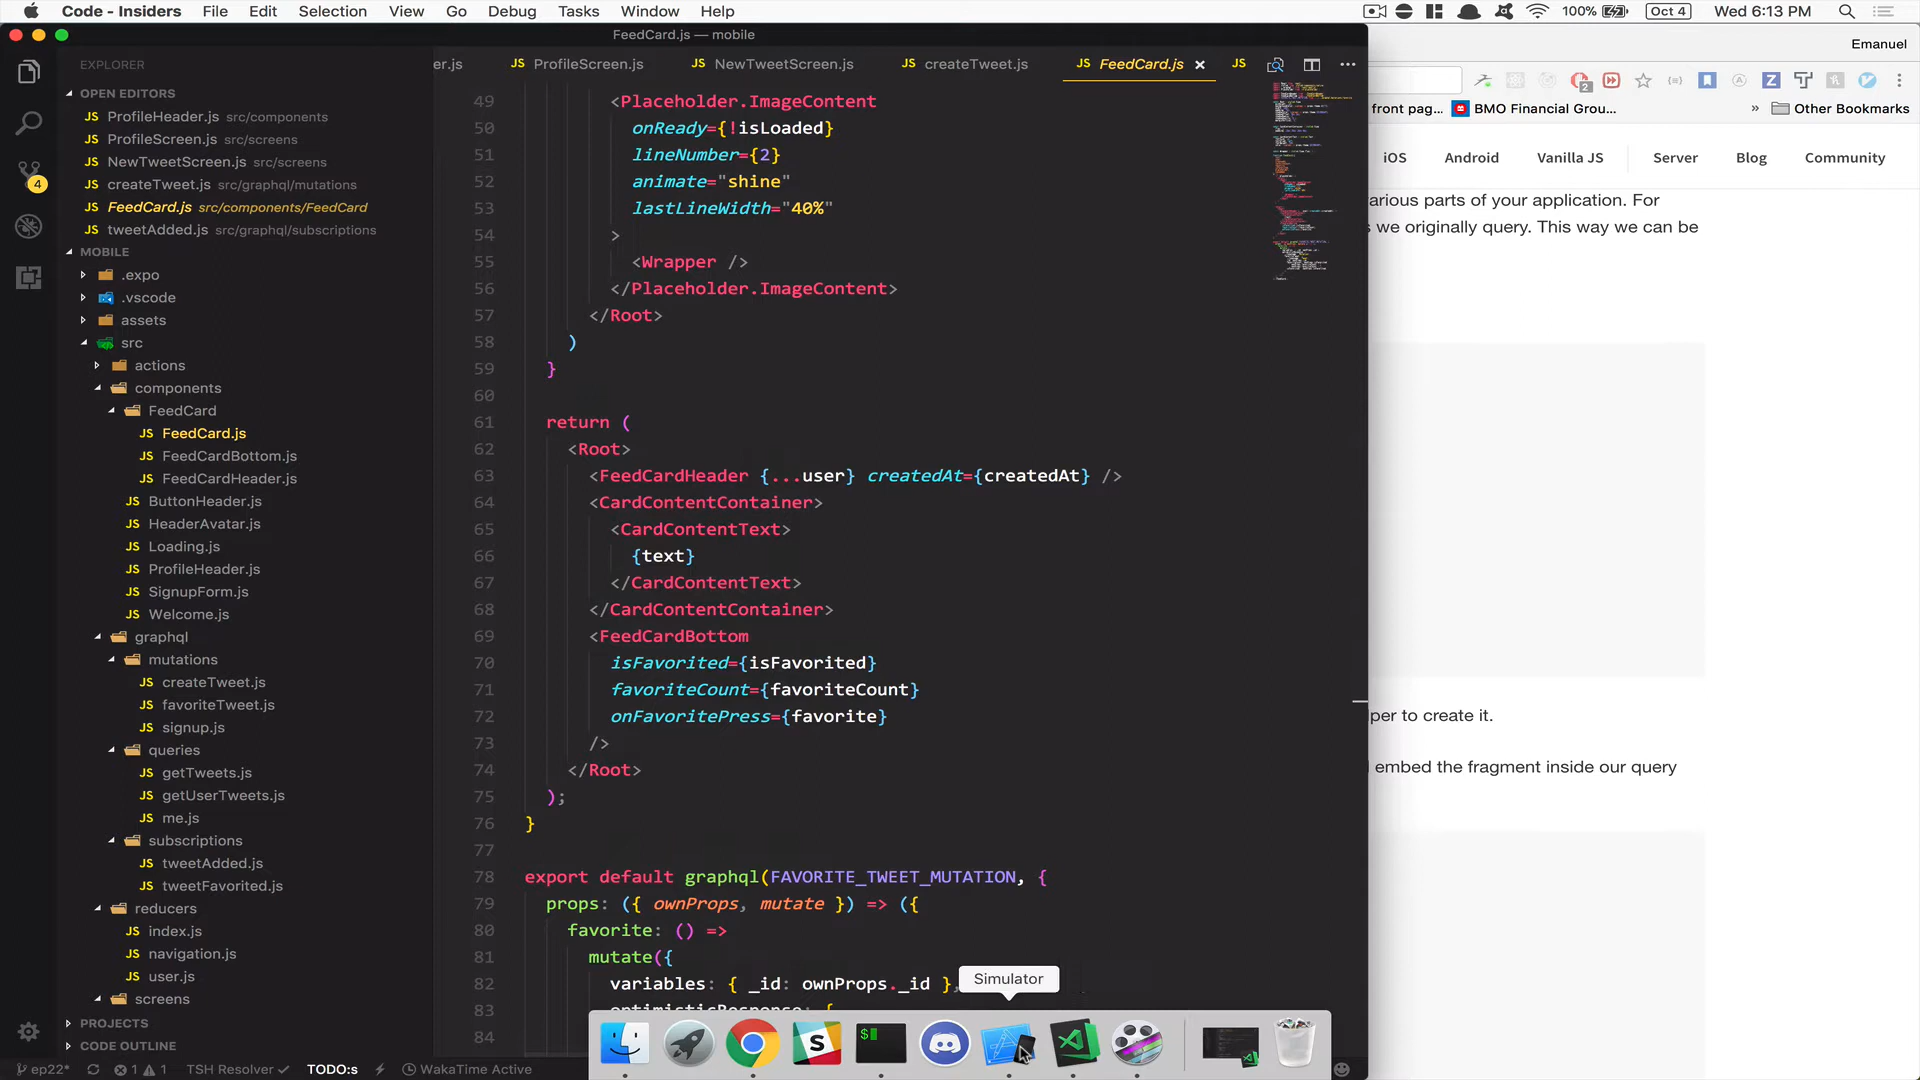 Code - Insiders File Edit Selection View Go Debug Tasks Window Help 100% Oct 4 Wed 6:13 PM
FeedCard.js — mobile
Emanuel
EXPLORER
er.js JS ProfileScreen.js JS NewTweetScreen.js JS createTweet.js JS FeedCard.js × JS
OPEN EDITORS
JS ProfileHeader.js src/components
JS ProfileScreen.js src/screens
JS NewTweetScreen.js src/screens
JS createTweet.js src/graphql/mutations
JS FeedCard.js src/components/FeedCard
JS tweetAdded.js src/graphql/subscriptions
4
MOBILE
.expo
.vscode
assets
src
actions
components
FeedCard
JS FeedCard.js
JS FeedCardBottom.js
JS FeedCardHeader.js
JS ButtonHeader.js
JS HeaderAvatar.js
JS Loading.js
JS ProfileHeader.js
JS SignupForm.js
JS Welcome.js
graphql
mutations
JS createTweet.js
JS favoriteTweet.js
JS signup.js
queries
JS getTweets.js
JS getUserTweets.js
JS me.js
subscriptions
JS tweetAdded.js
JS tweetFavorited.js
reducers
JS index.js
JS navigation.js
JS user.js
screens
PROJECTS
CODE OUTLINE
49 <Placeholder.ImageContent
50 onReady={!isLoaded}
51 lineNumber={2}
52 animate="shine"
53 lastLineWidth="40%"
54 >
55 <Wrapper />
56 </Placeholder.ImageContent>
57 </Root>
58 )
59 }
60
61 return (
62 <Root>
63 <FeedCardHeader {...user} createdAt={createdAt} />
64 <CardContentContainer>
65 <CardContentText>
66 {text}
67 </CardContentText>
68 </CardContentContainer>
69 <FeedCardBottom
70 isFavorited={isFavorited}
71 favoriteCount={favoriteCount}
72 onFavoritePress={favorite}
73 />
74 </Root>
75 );
76 }
77
78 export default graphql(FAVORITE_TWEET_MUTATION, {
79 props: ({ ownProps, mutate }) => ({
80 favorite: () =>
81 mutate({
82 variables: { _id: ownProps._id },
83 optimisticResponse: {
84
Simulator
ep22* 1 1 TSH Resolver TODO:s WakaTime Active
2
front pag... BMO Financial Grou... » Other Bookmarks
iOS Android Vanilla JS Server Blog Community
arious parts of your application. For
s we originally query. This way we can be
per to create it.
embed the fragment inside our query